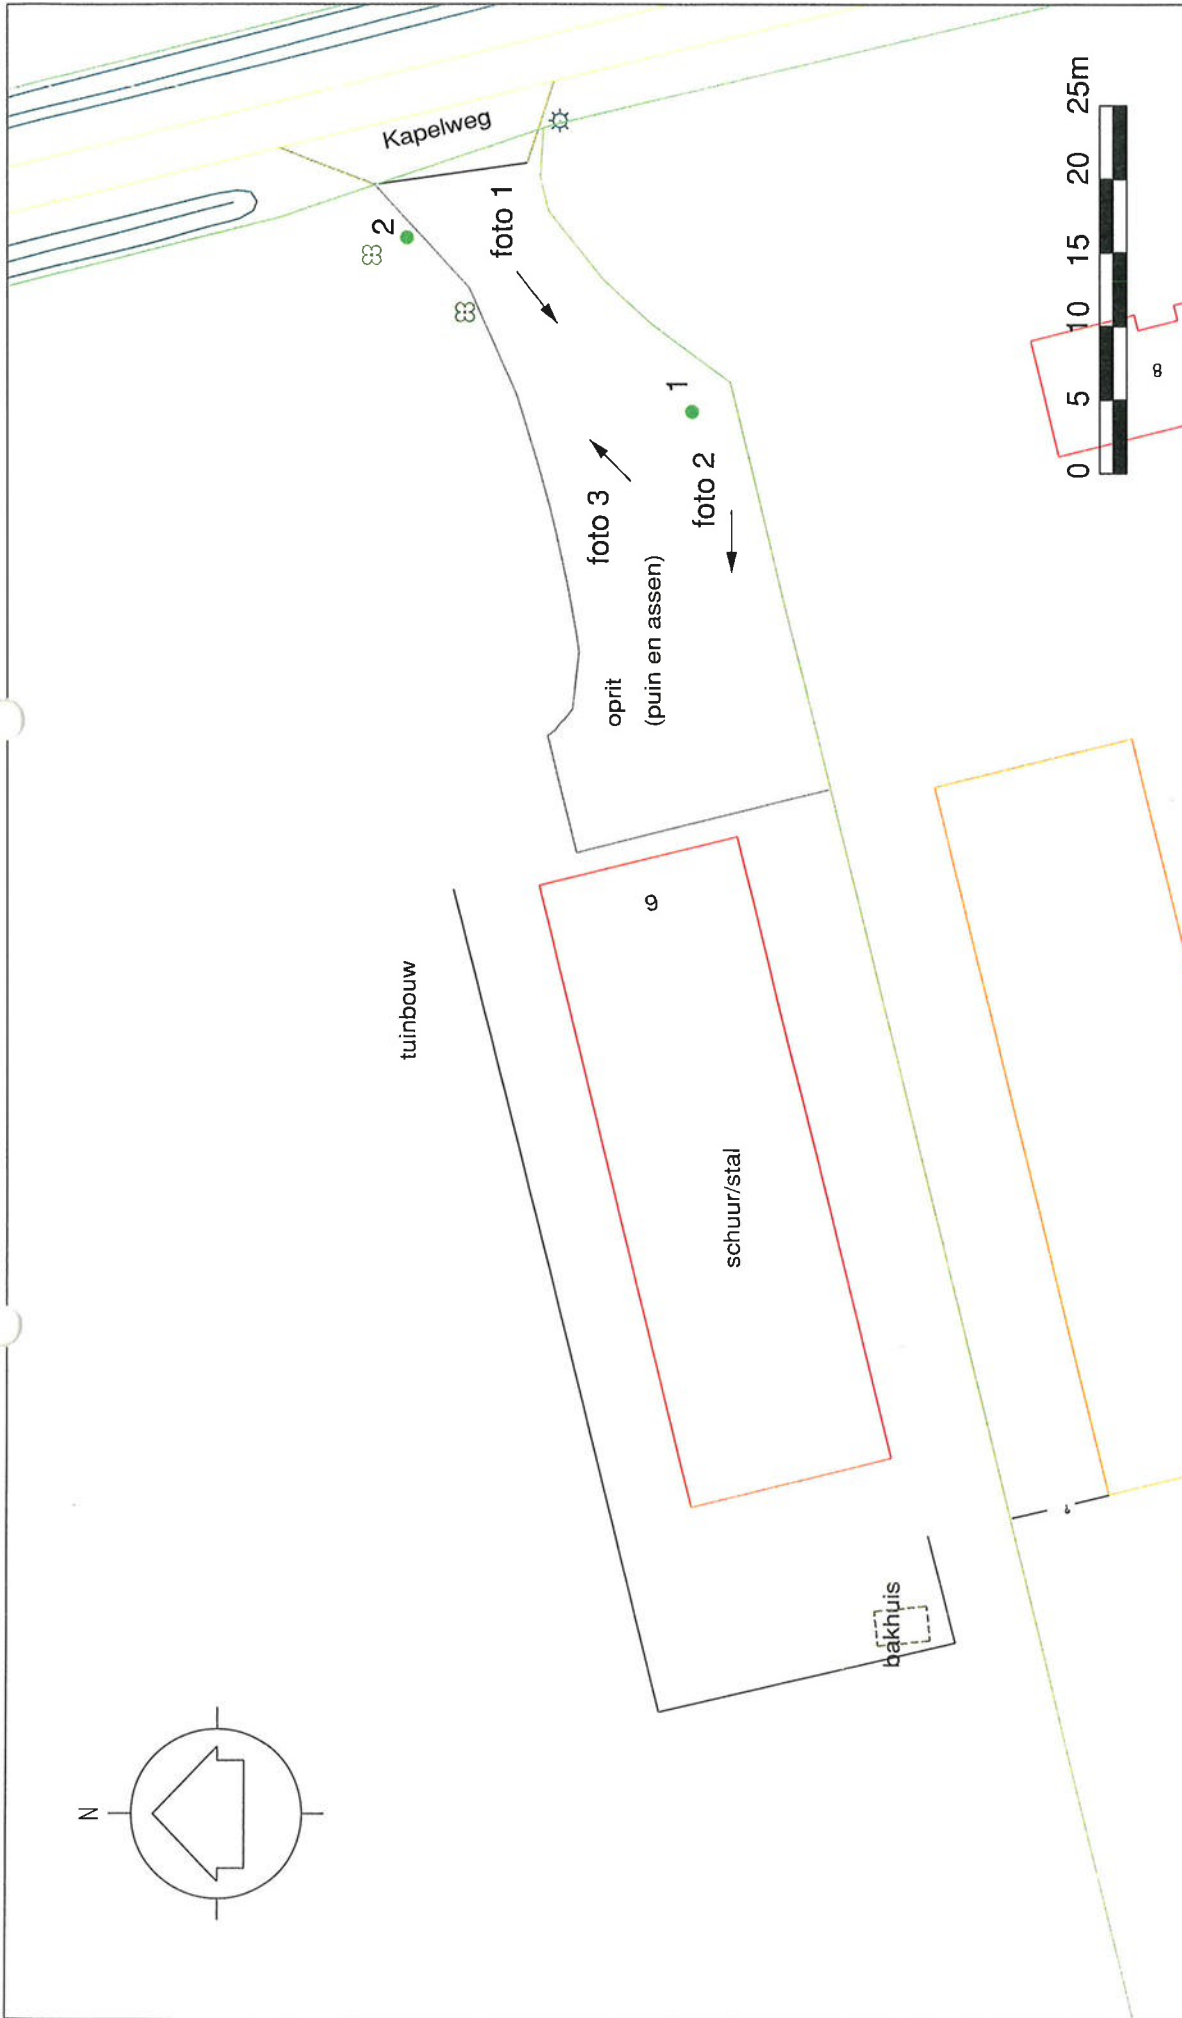 Kapelweg
2
foto 1
1
foto 2
foto 3
oprit
(puin en assen)
0 5 10 15 20 25m
8
9
tuinbouw
schuur/stal
bakhuis
N